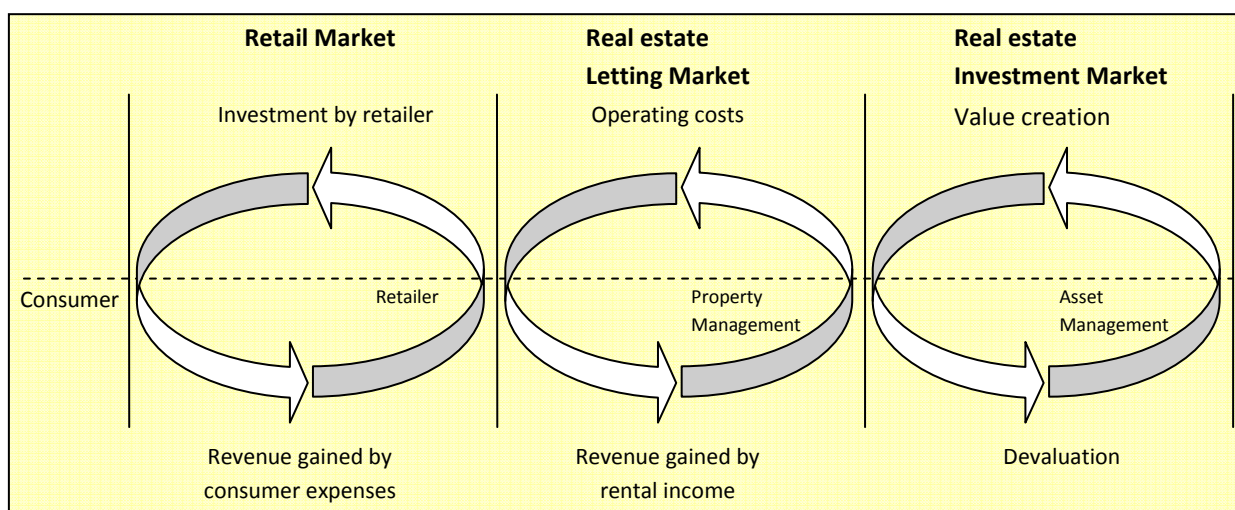 Retail Market
Real estate
Letting Market
Real estate
Investment Market
Investment by retailer
Operating costs
Value creation
Consumer
Retailer
Property
Management
Asset
Management
Revenue gained by
consumer expenses
Revenue gained by
rental income
Devaluation